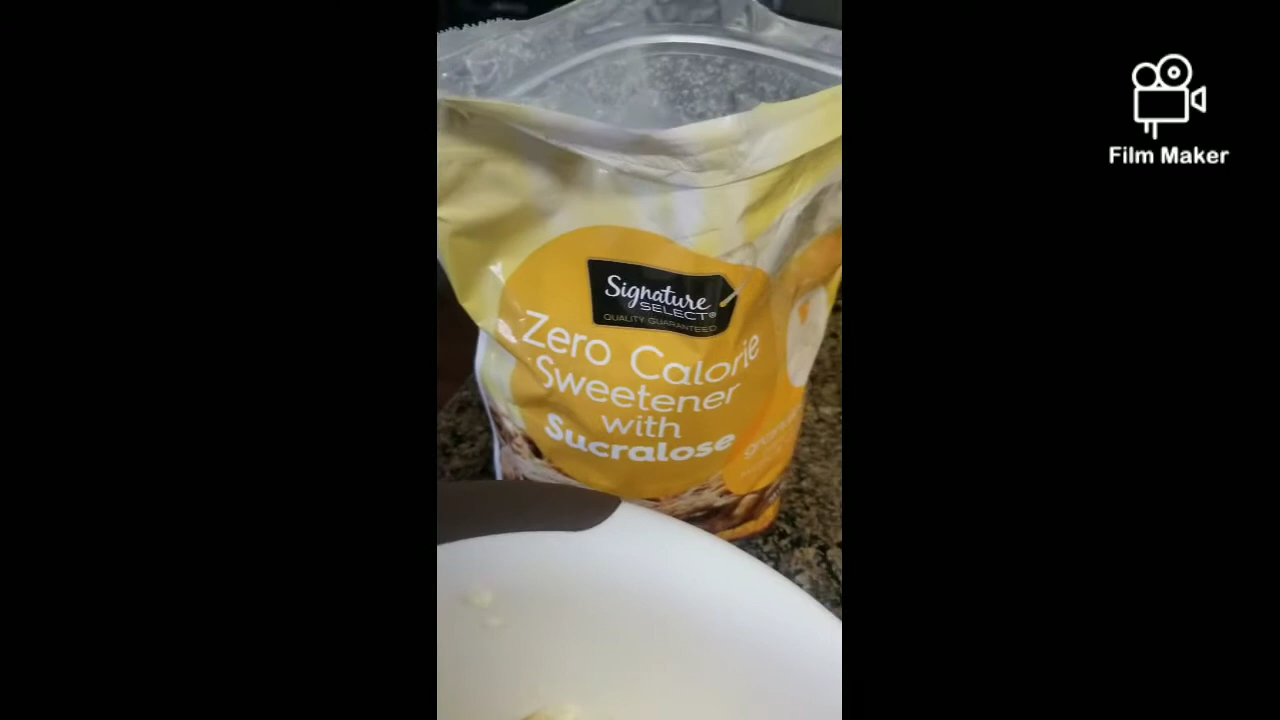 Film Maker
Signature
SELECT®
QUALITY GUARANTEED
Zero Calorie
Sweetener
with
Sucralose